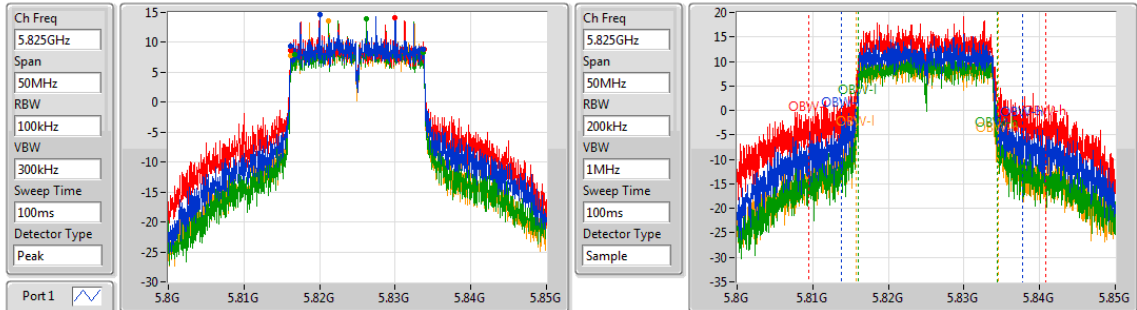 Ch Freq
5.825GHz
Span
50MHz
RBW
100kHz
VBW
300kHz
Sweep Time
100ms
Detector Type
Peak
Port 1
15
10
5
0
-5
-10
-15
-20
-25
-30
5.8G
5.81G
5.82G
5.83G
5.84G
5.85G
Ch Freq
5.825GHz
Span
50MHz
RBW
200kHz
VBW
1MHz
Sweep Time
100ms
Detector Type
Sample
20
15
10
5
0
-5
-10
-15
-20
-25
-30
-35
OBW-l
5.8G
5.81G
5.82G
5.83G
5.84G
5.85G